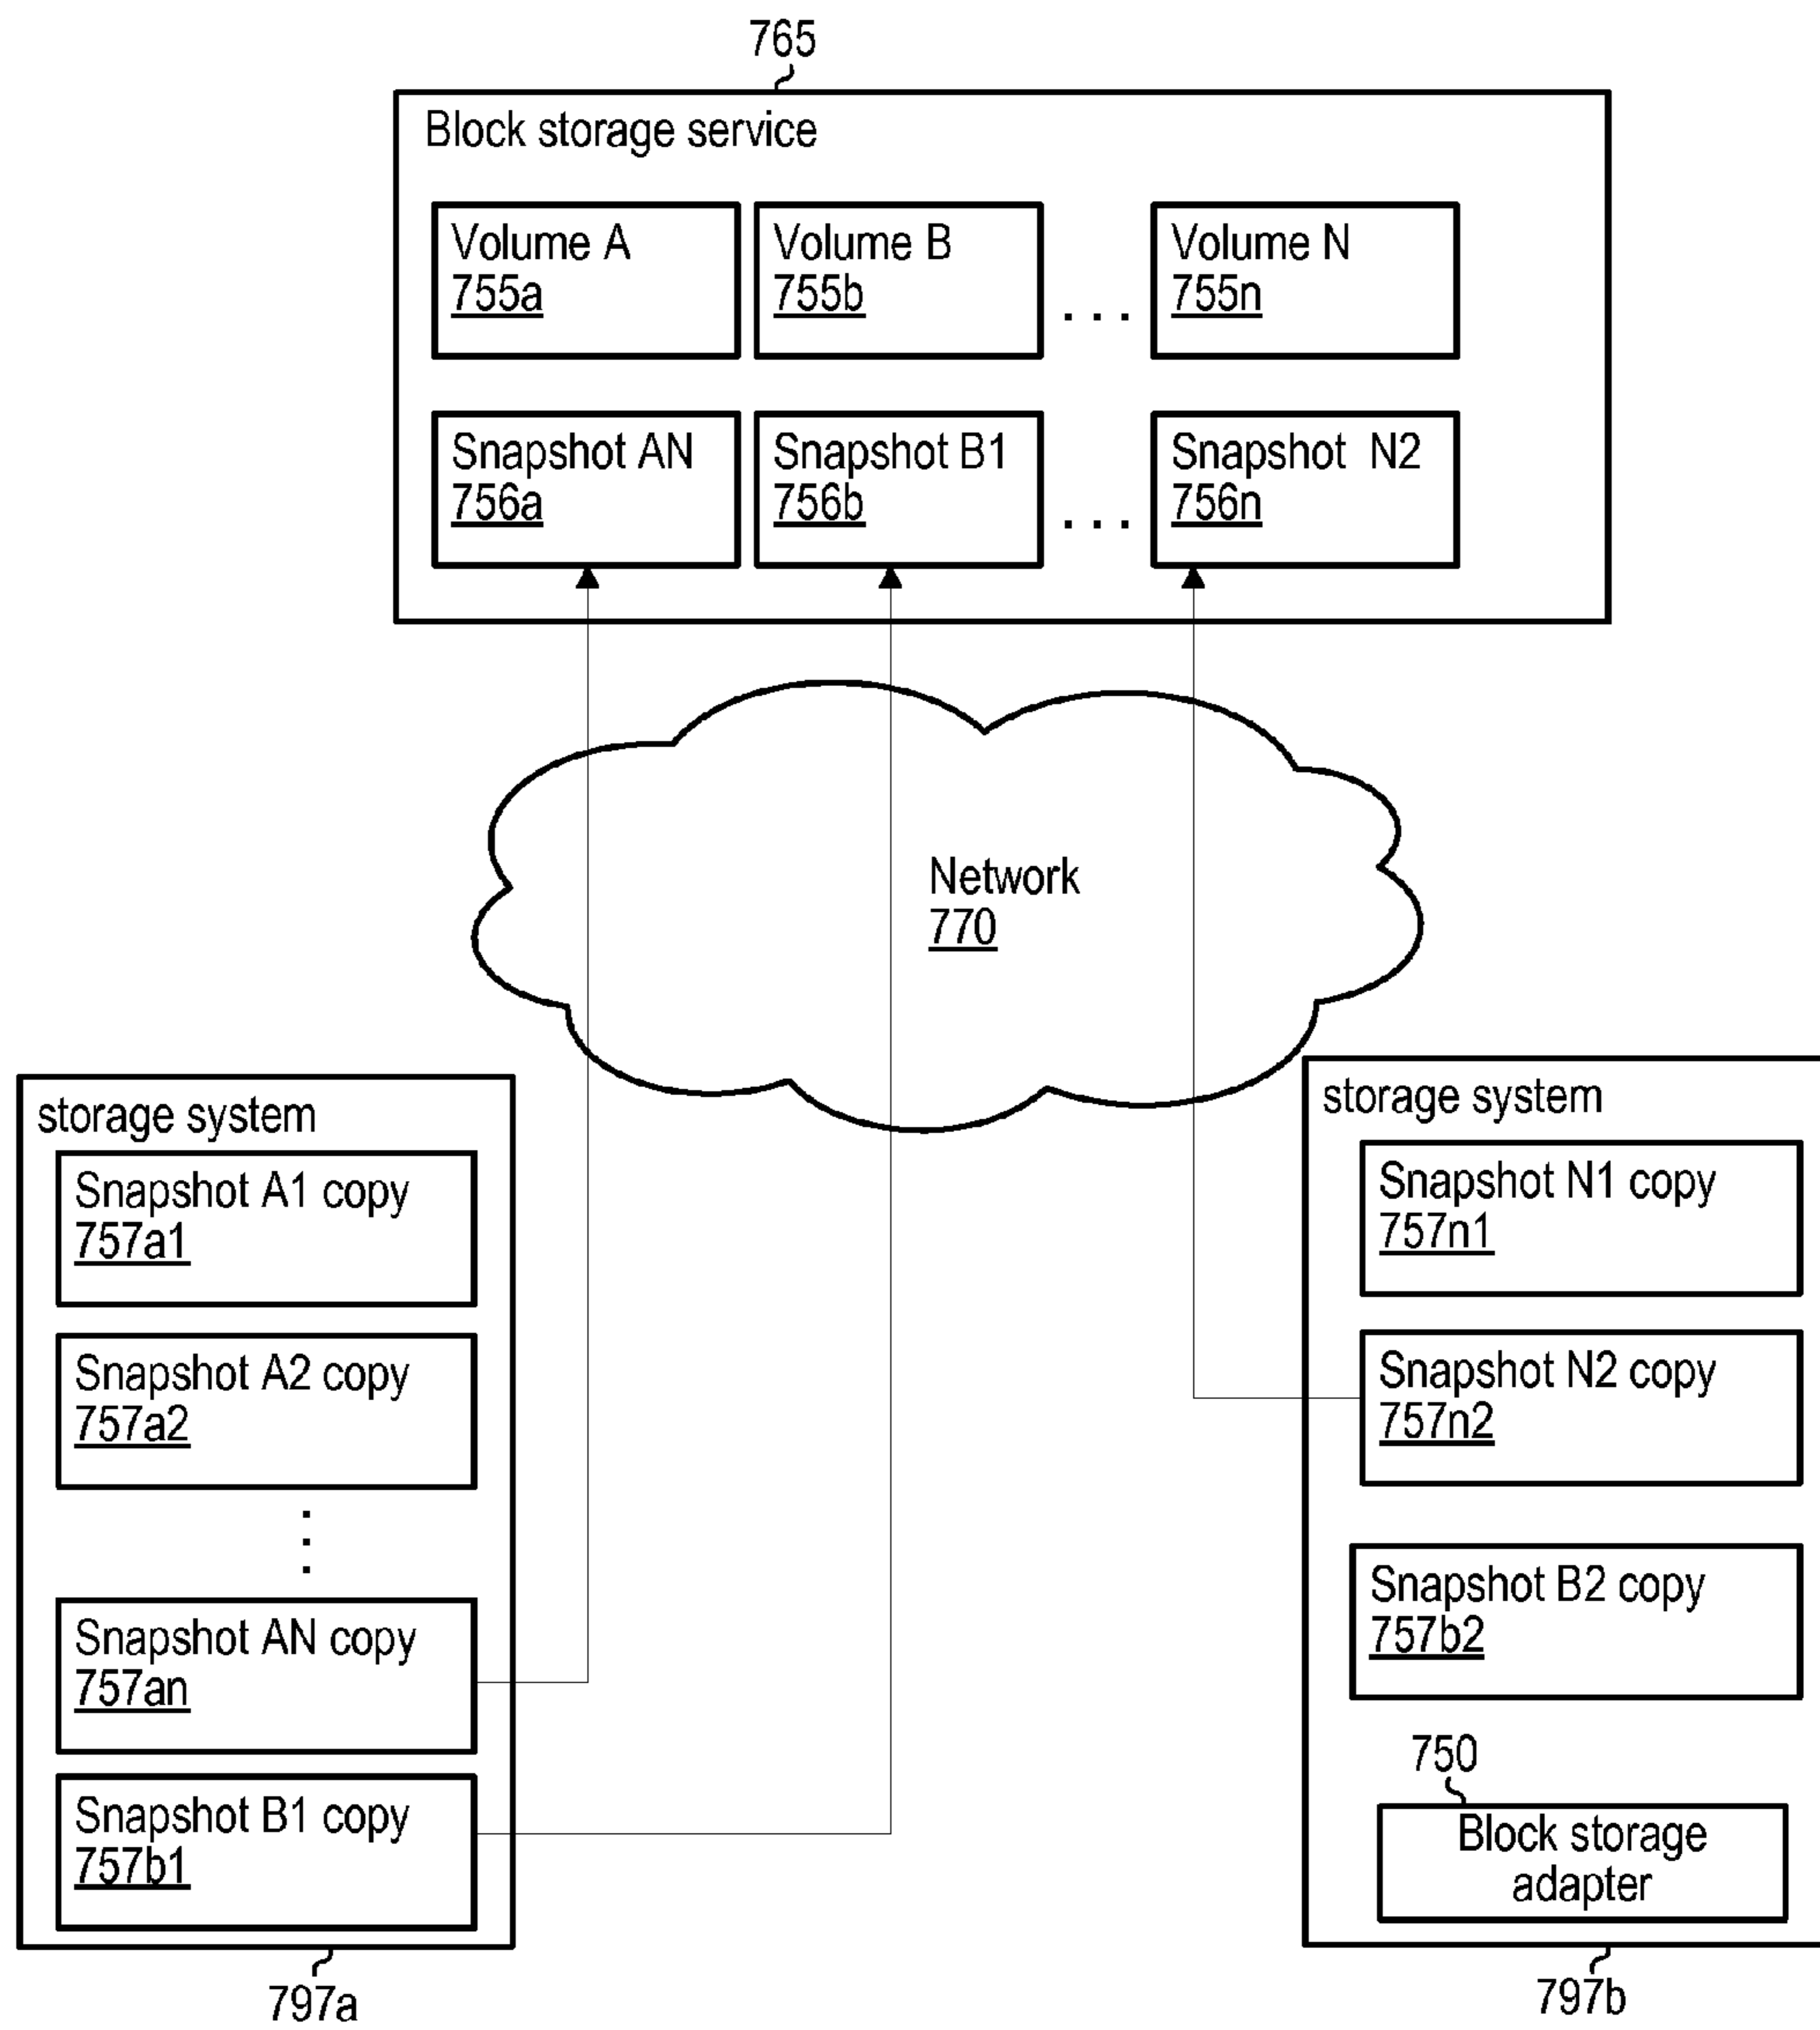 765
Block storage service
Volume A
755a
Volume B
755b
. . .
Volume N
755n
Snapshot AN
756a
Snapshot B1
756b
. . .
Snapshot N2
756n
Network
770
storage system
Snapshot A1 copy
757a1
Snapshot A2 copy
757a2
Snapshot AN copy
757an
Snapshot B1 copy
757b1
797a
storage system
Snapshot N1 copy
757n1
Snapshot N2 copy
757n2
Snapshot B2 copy
757b2
750
Block storage
adapter
797b